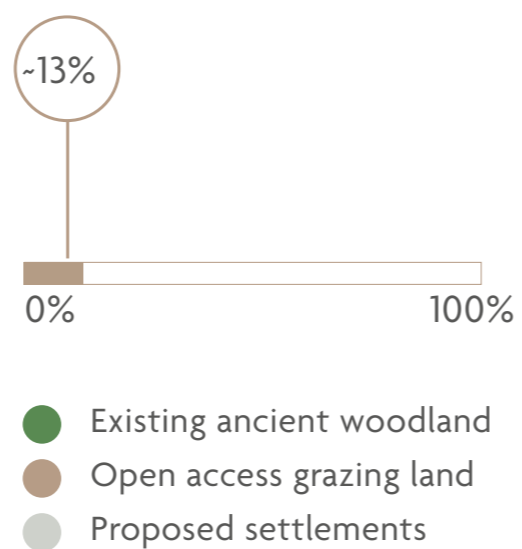 ~13%
0% 100%
Existing ancient woodland
Open access grazing land
Proposed settlements